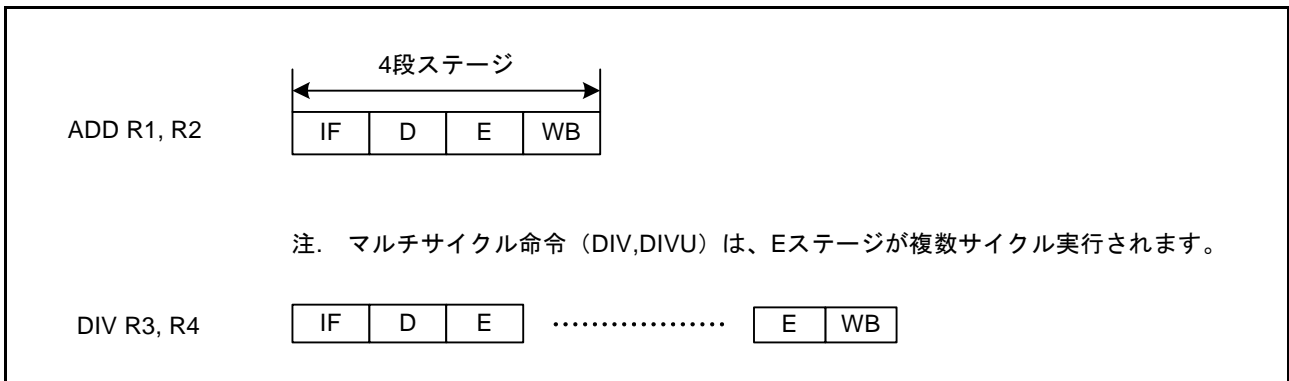 4段ステージ
ADD R1, R2 IF D E WB
注. マルチサイクル命令（DIV,DIVU）は、Eステージが複数サイクル実行されます。
DIV R3, R4 IF D E ……………… E WB